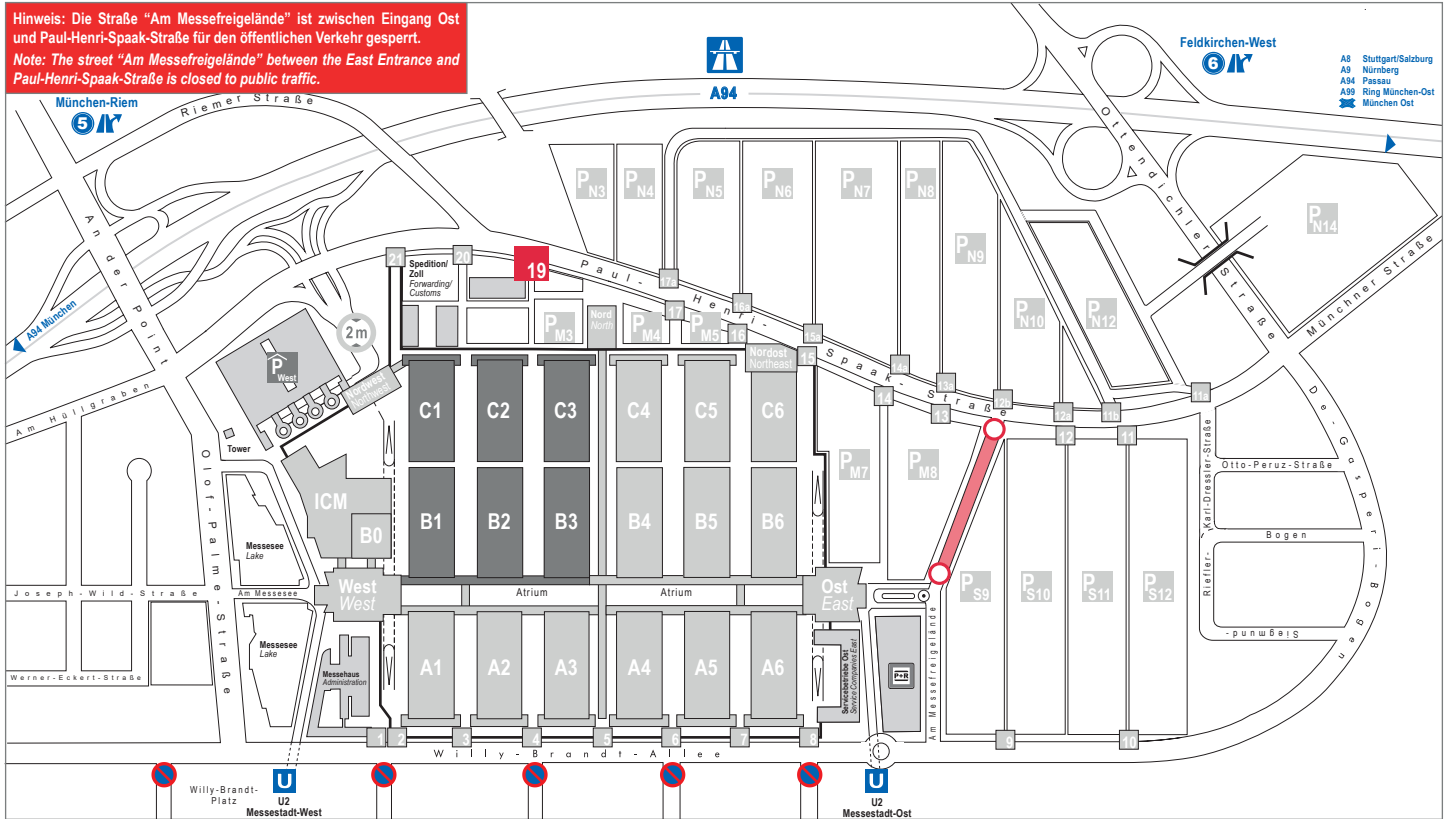 Hinweis: Die Straße “Am Messefreigelände” ist zwischen Eingang Ost
und Paul-Henri-Spaak-Straße für den öffentlichen Verkehr gesperrt.
Note: The street “Am Messefreigelände” between the East Entrance and
Paul-Henri-Spaak-Straße is closed to public traffic.
A94
Feldkirchen-West
6
A8 Stuttgart/Salzburg
A9 Nürnberg
A94 Passau
A99 Ring München-Ost
München Ost
München-Riem
5
Riemer Straße
An der Point
Ottendichler Straße
A94 München
Am Hüllgraben
P N3
P N4
P N5
P N6
P N7
P N8
P N9
P N10
P N12
P N14
Münchner Straße
Paul-Henri-Spaak-Straße
21
20
19
17a
17
16a
16
15a
15
14a
14
13a
13
12b
12a
12
11b
11
11a
Spedition/
Zoll
Forwarding/
Customs
2m
P West
Nordwest
Northwest
P M3
Nord
North
P M4
P M5
Nordost
Northeast
Tower
C1
C2
C3
C4
C5
C6
P M7
P M8
Olof-Palme-Straße
ICM
B0
B1
B2
B3
B4
B5
B6
Karl-Dressler-Straße
Otto-Peruz-Straße
Bogen
Riefler-
Siegmund-
De-Gasperi-Bogen
Messesee
Lake
Joseph-Wild-Straße
Am Messesee
West
West
Atrium
Atrium
Ost
East
P S9
P S10
P S11
P S12
Messesee
Lake
Werner-Eckert-Straße
Messehaus
Administration
A1
A2
A3
A4
A5
A6
Servicebetriebe Ost
Service Companies East
P+R
Am Messefreigelände
1
2
3
4
5
6
7
8
9
10
Willy-Brandt-Allee
Willy-Brandt-
Platz
U
U2
Messestadt-West
U
U2
Messestadt-Ost